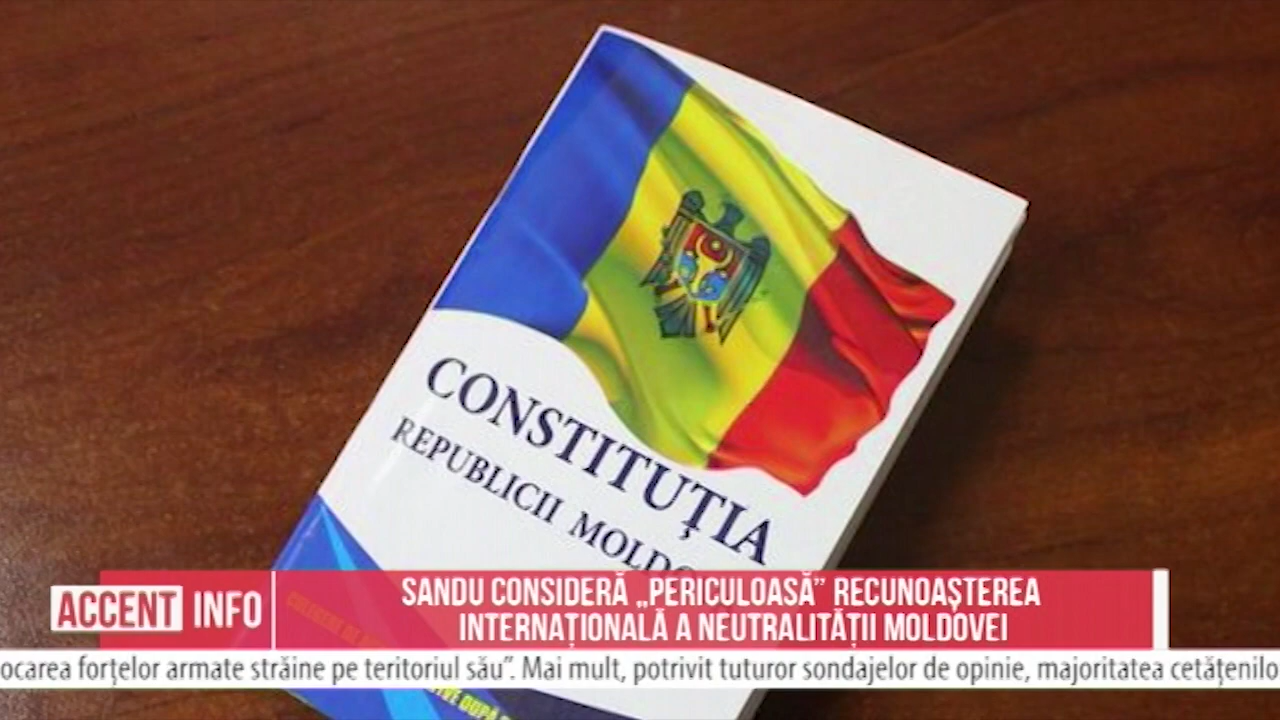 CONSTITUȚIA
REPUBLICII
ACCENT INFO
SANDU CONSIDERĂ „PERICULOASĂ” RECUNOAȘTEREA
INTERNAȚIONALĂ A NEUTRALITĂȚII MOLDOVEI
ocarea forțelor armate străine pe teritoriul său”. Mai mult, potrivit tuturor sondajelor de opinie, majoritatea cetățenilo